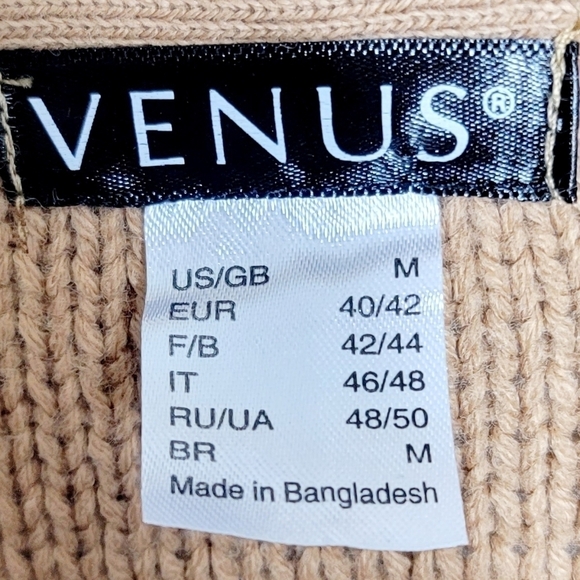 VENUS®
US/GB M
EUR 40/42
F/B 42/44
IT 46/48
RU/UA 48/50
BR M
Made in Bangladesh